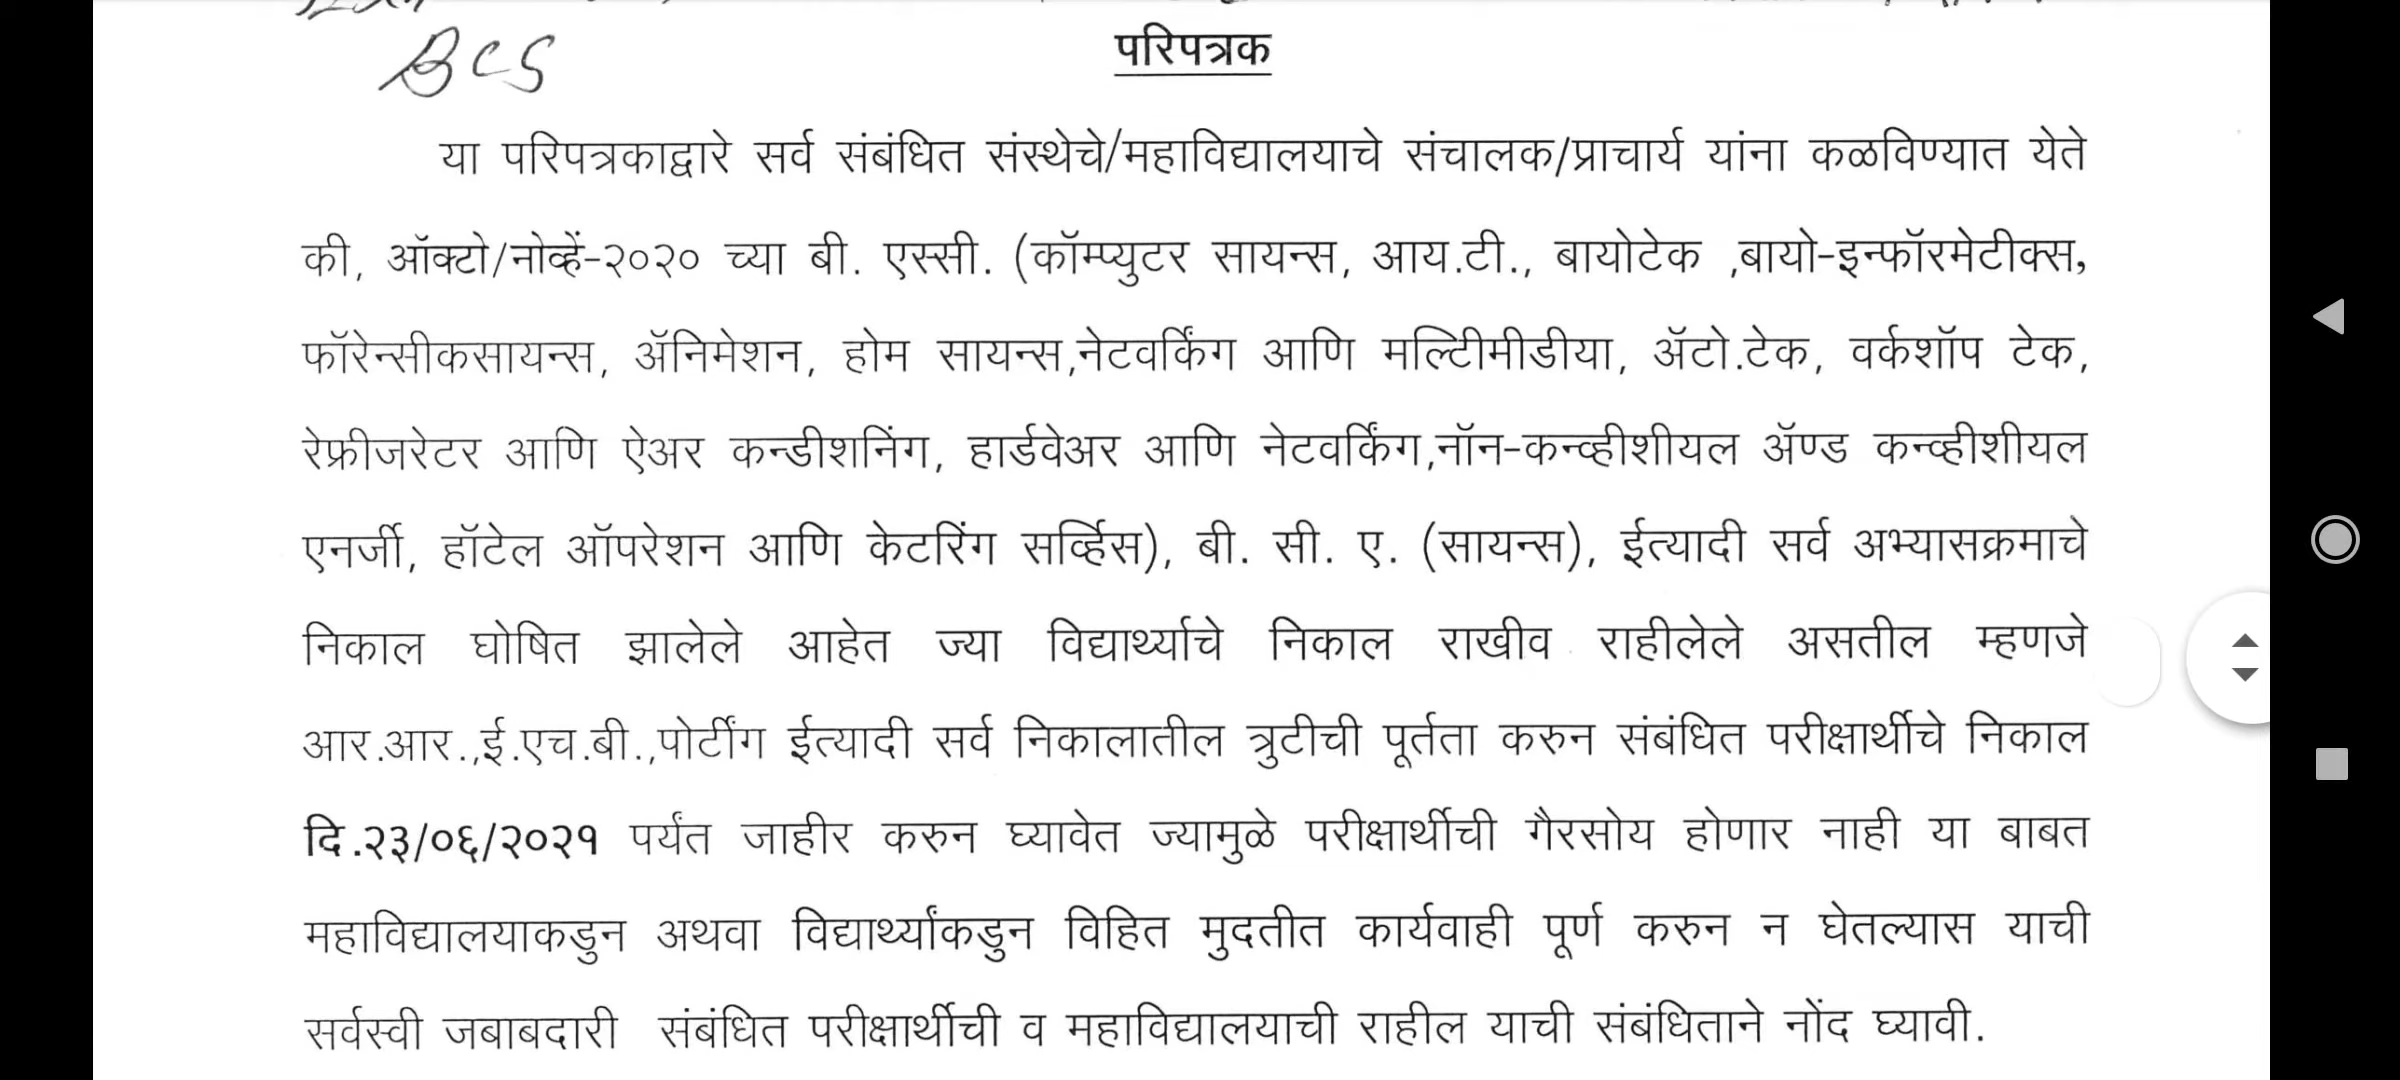 परिपत्रक
BCS
या परिपत्रकाद्वारे सर्व संबंधित संस्थेचे/महाविद्यालयाचे संचालक/प्राचार्य यांना कळविण्यात येते
की, ऑक्टो/नोव्हें-२०२० च्या बी. एस्सी. (कॉम्प्युटर सायन्स, आय.टी., बायोटेक ,बायो-इन्फॉरमेटीक्स,
फॉरेन्सीकसायन्स, ॲनिमेशन, होम सायन्स,नेटवर्किंग आणि मल्टिीमीडीया, ॲटो.टेक, वर्कशॉप टेक,
रेफ्रीजरेटर आणि ऐअर कन्डीशनिंग, हार्डवेअर आणि नेटवर्किंग,नॉन-कन्व्हीशीयल ॲण्ड कन्व्हीशीयल
एनर्जी, हॉटेल ऑपरेशन आणि केटरिंग सर्व्हिस), बी. सी. ए. (सायन्स), ईत्यादी सर्व अभ्यासक्रमाचे
निकाल घोषित झालेले आहेत ज्या विद्यार्थ्याचे निकाल राखीव राहीलेले असतील म्हणजे
आर.आर.,ई.एच.बी.,पोर्टींग ईत्यादी सर्व निकालातील त्रुटीची पूर्तता करुन संबंधित परीक्षार्थीचे निकाल
दि.२३/०६/२०२१ पर्यंत जाहीर करुन घ्यावेत ज्यामुळे परीक्षार्थीची गैरसोय होणार नाही या बाबत
महाविद्यालयाकडुन अथवा विद्यार्थ्यांकडुन विहित मुदतीत कार्यवाही पूर्ण करुन न घेतल्यास याची
सर्वस्वी जबाबदारी संबंधित परीक्षार्थीची व महाविद्यालयाची राहील याची संबंधिताने नोंद घ्यावी.